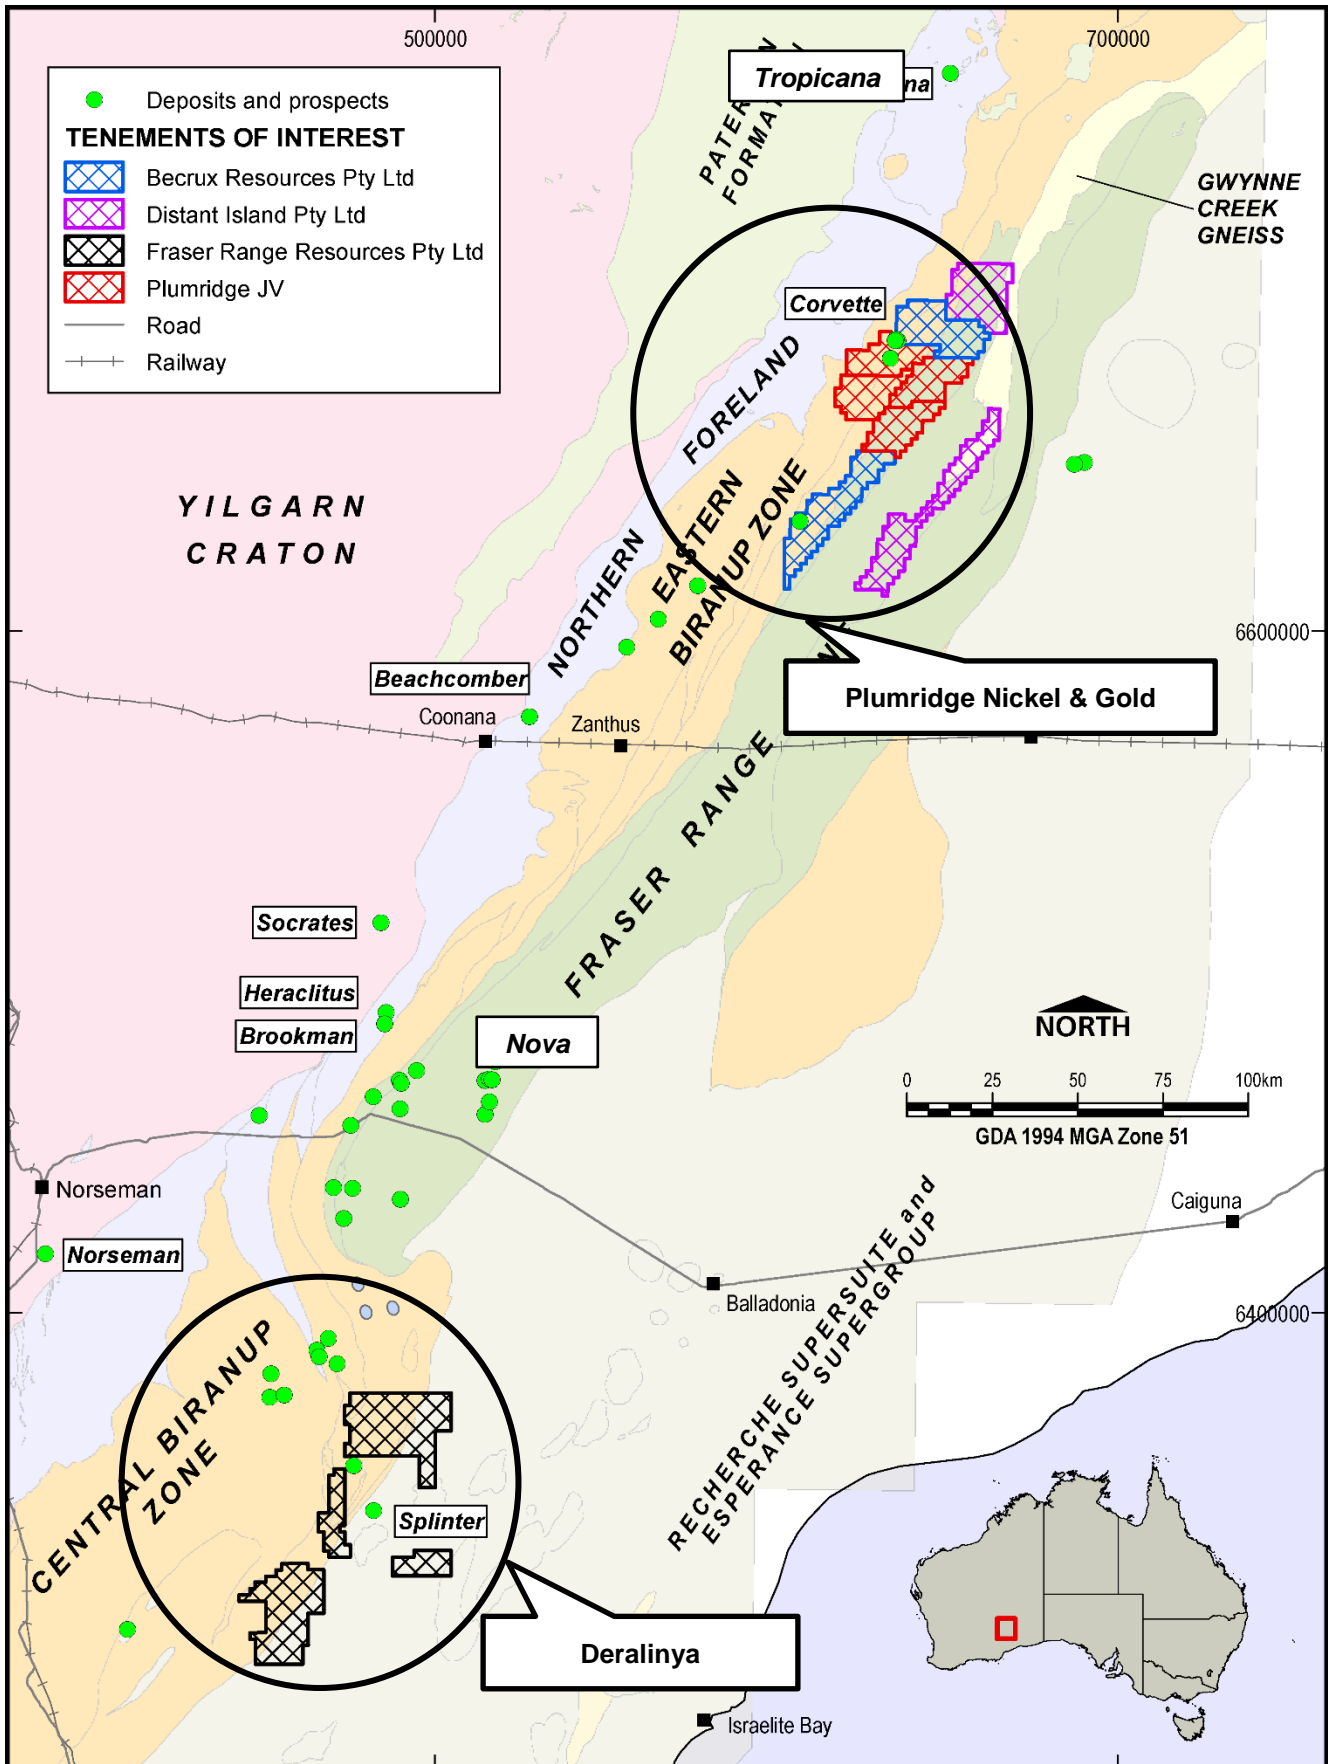 500000
700000
Deposits and prospects
TENEMENTS OF INTEREST
Becrux Resources Pty Ltd
Distant Island Pty Ltd
Fraser Range Resources Pty Ltd
Plumridge JV
Road
Railway
Tropicana
na
GWYNNE
CREEK
GNEISS
Corvette
NORTHERN FORELAND
YILGARN
CRATON
EASTERN
BIRANUP ZONE
6600000
Beachcomber
Coonana
Zanthus
Plumridge Nickel & Gold
FRASER RANGE
Socrates
Heraclitus
Brookman
Nova
NORTH
0 25 50 75 100km
GDA 1994 MGA Zone 51
Norseman
Norseman
Caiguna
Balladonia
6400000
RECHERCHE SUPERSUITE and
ESPERANCE SUPERGROUP
CENTRAL BIRANUP
ZONE
Splinter
Deralinya
Israelite Bay